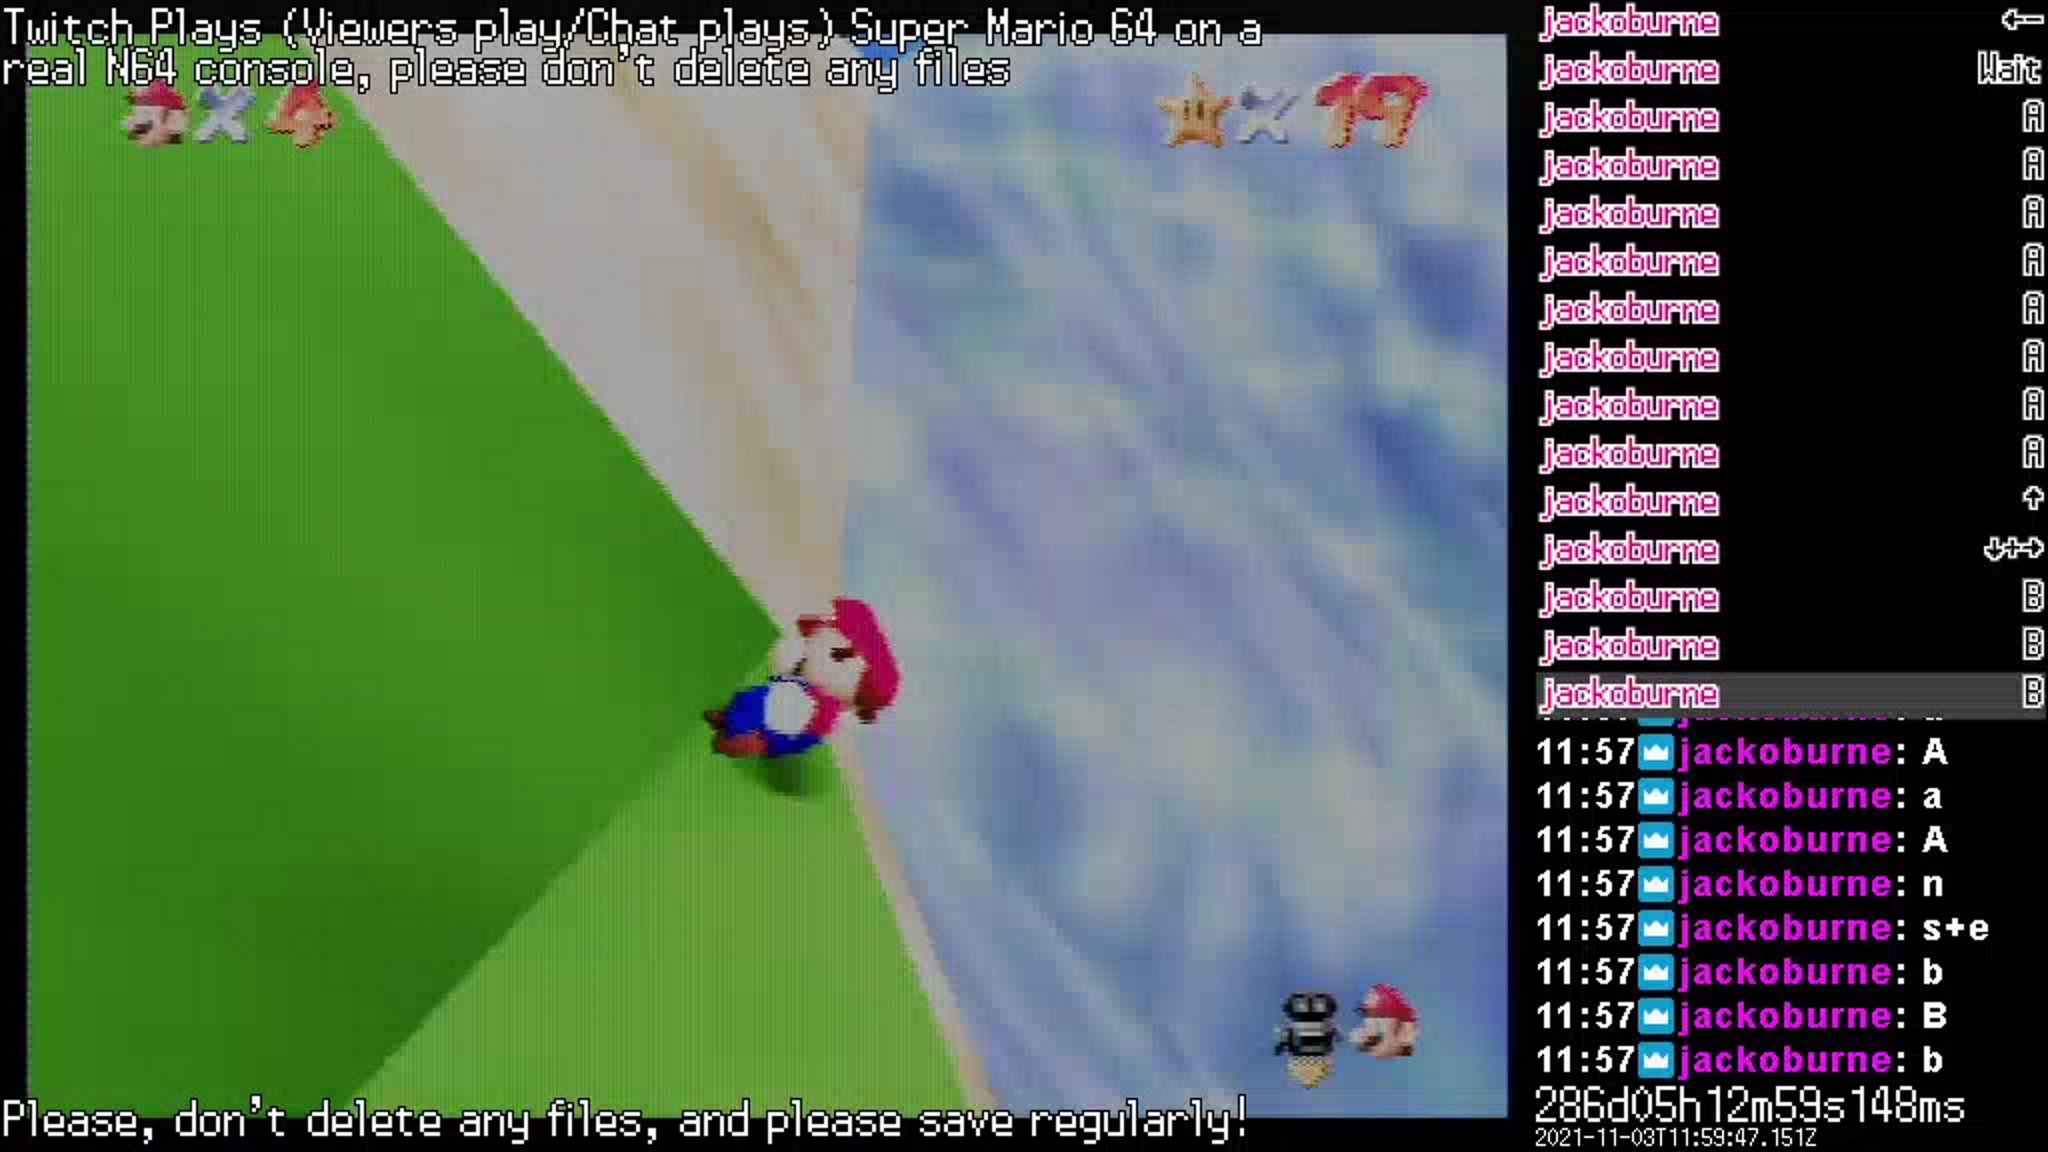 Twitch Plays (Viewers play/Chat plays) Super Mario 64 on a
real N64 console, please don't delete any files
4
19
jackoburne ←
jackoburne Wait
jackoburne A
jackoburne A
jackoburne A
jackoburne A
jackoburne A
jackoburne A
jackoburne A
jackoburne A
jackoburne ↑
jackoburne ↓+→
jackoburne B
jackoburne B
jackoburne B
11:57 jackoburne: A
11:57 jackoburne: a
11:57 jackoburne: A
11:57 jackoburne: n
11:57 jackoburne: s+e
11:57 jackoburne: b
11:57 jackoburne: B
11:57 jackoburne: b
Please, don't delete any files, and please save regularly!
286d05h12m59s148ms
2021-11-03T11:59:47.151Z